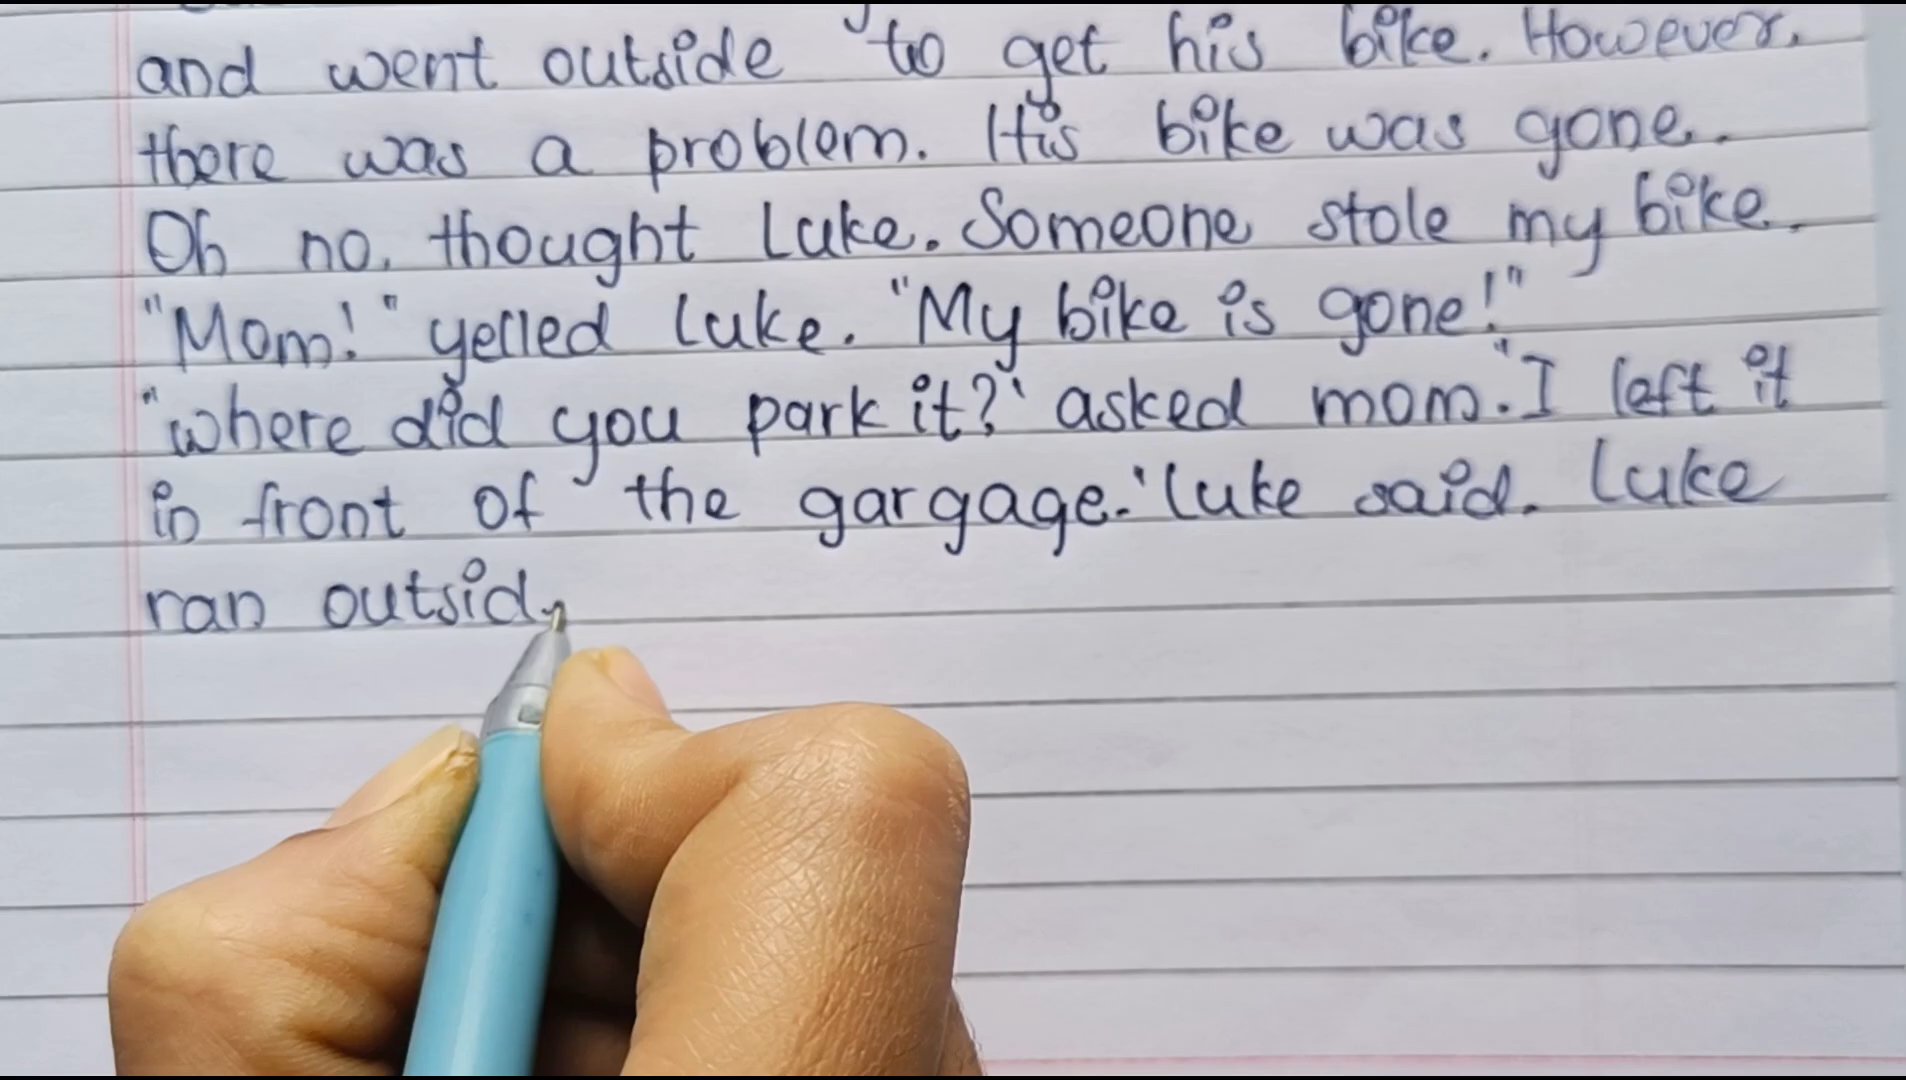 and went outside to get his bike. However,
there was a problem. His bike was gone.
Oh no, thought Luke. Someone stole my bike.
"Mom!" yelled Luke. "My bike is gone!"
"where did you park it?" asked mom. "I left it
in front of the gargage." Luke said. Luke
ran outsid